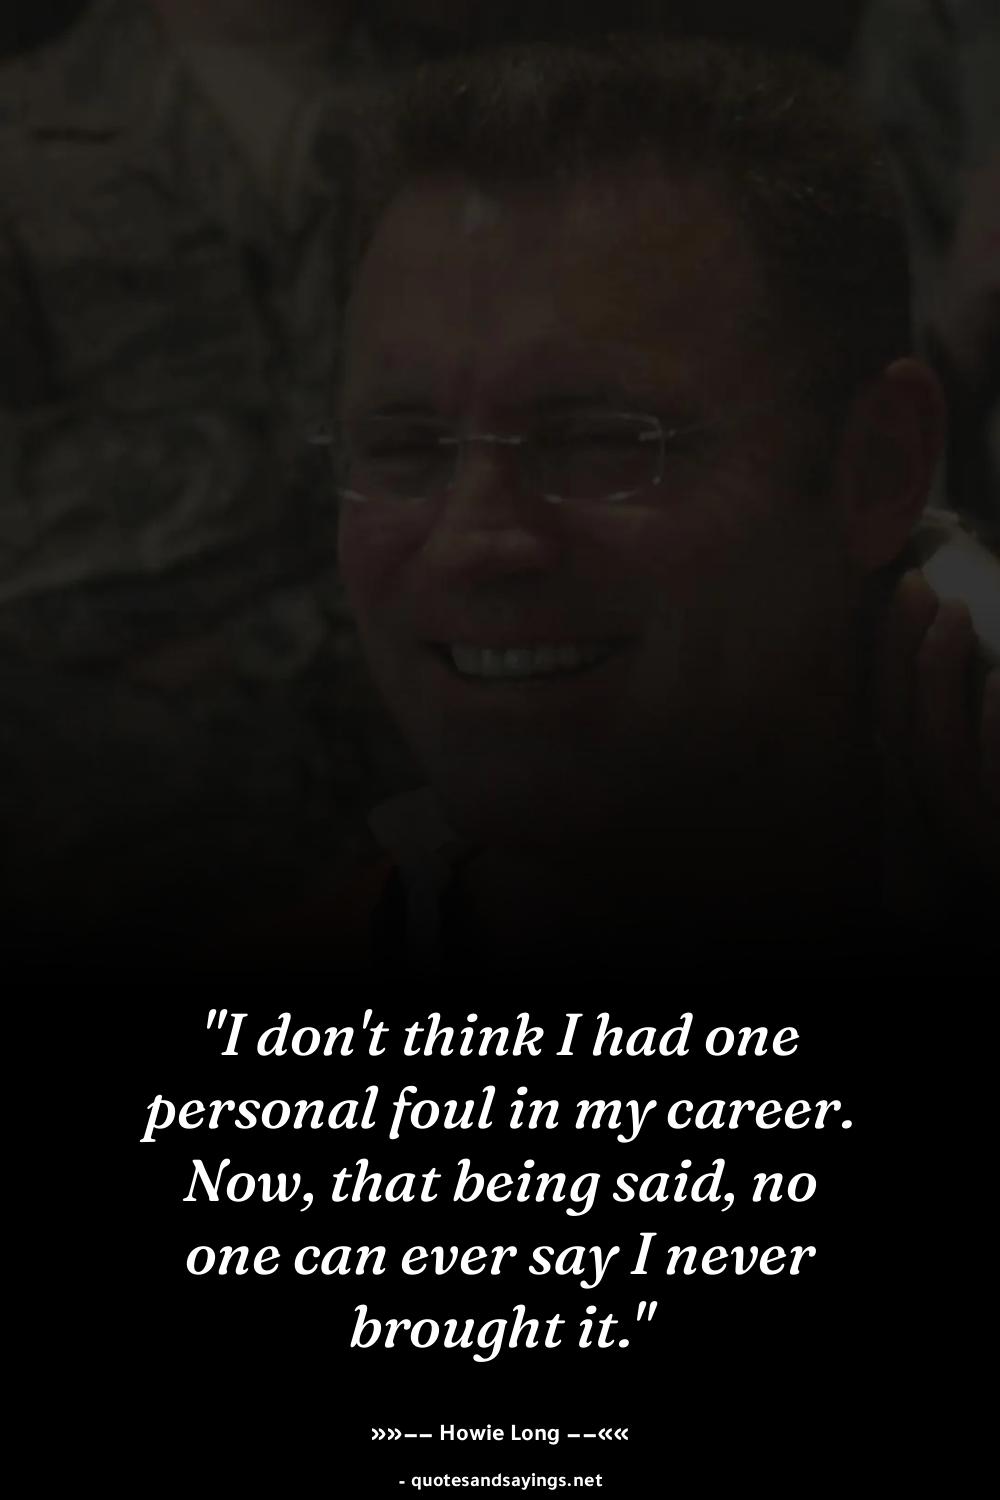 "I don't think I had one
personal foul in my career.
Now, that being said, no
one can ever say I never
brought it."
»»−− Howie Long −−««
- quotesandsayings.net